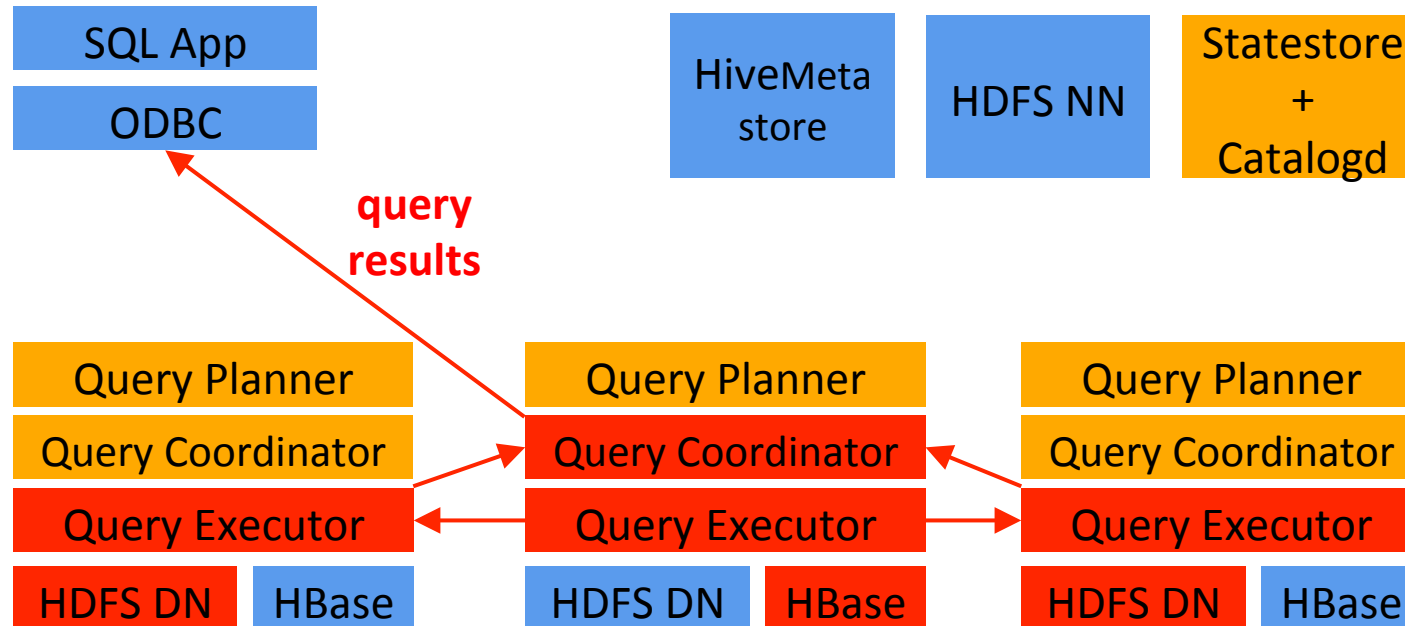 SQL App
ODBC
HiveMeta
store
HDFS NN
Statestore
+
Catalogd
query
results
Query Planner
Query Planner
Query Planner
Query Coordinator
Query Coordinator
Query Coordinator
Query Executor
Query Executor
Query Executor
HDFS DN
HBase
HDFS DN
HBase
HDFS DN
HBase